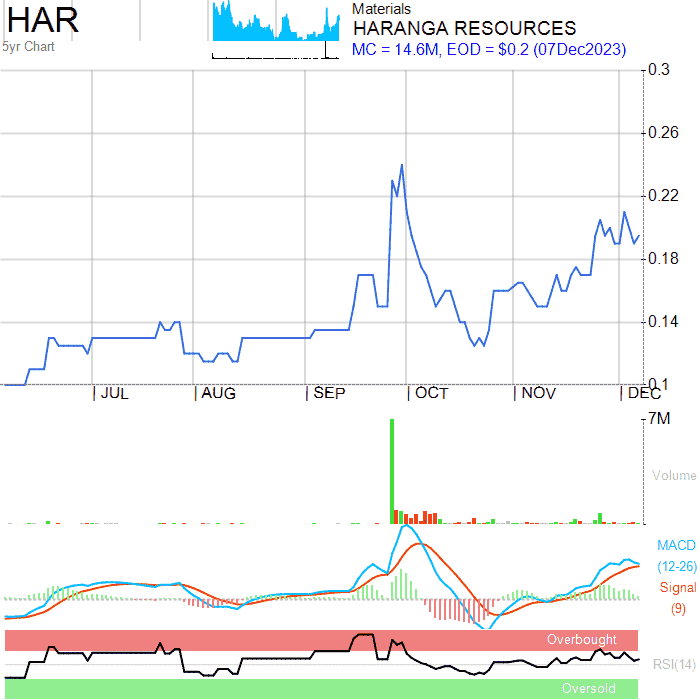 HAR
5yr Chart
Materials
HARANGA RESOURCES
MC = 14.6M, EOD = $0.2 (07Dec2023)
0.3
0.26
0.22
0.18
0.14
0.1
JUL AUG SEP OCT NOV DEC
7M
Volume
MACD
(12-26)
Signal
(9)
Overbought
RSI(14)
Oversold